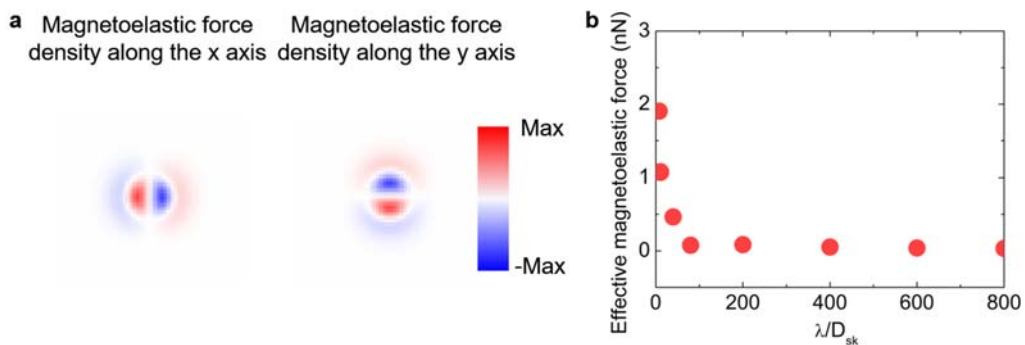 a
Magnetoelastic force
density along the x axis
Magnetoelastic force
density along the y axis
Max
-Max
b
Effective magnetoelastic force (nN)
3
2
1
0
0 200 400 600 800
λ/D_sk